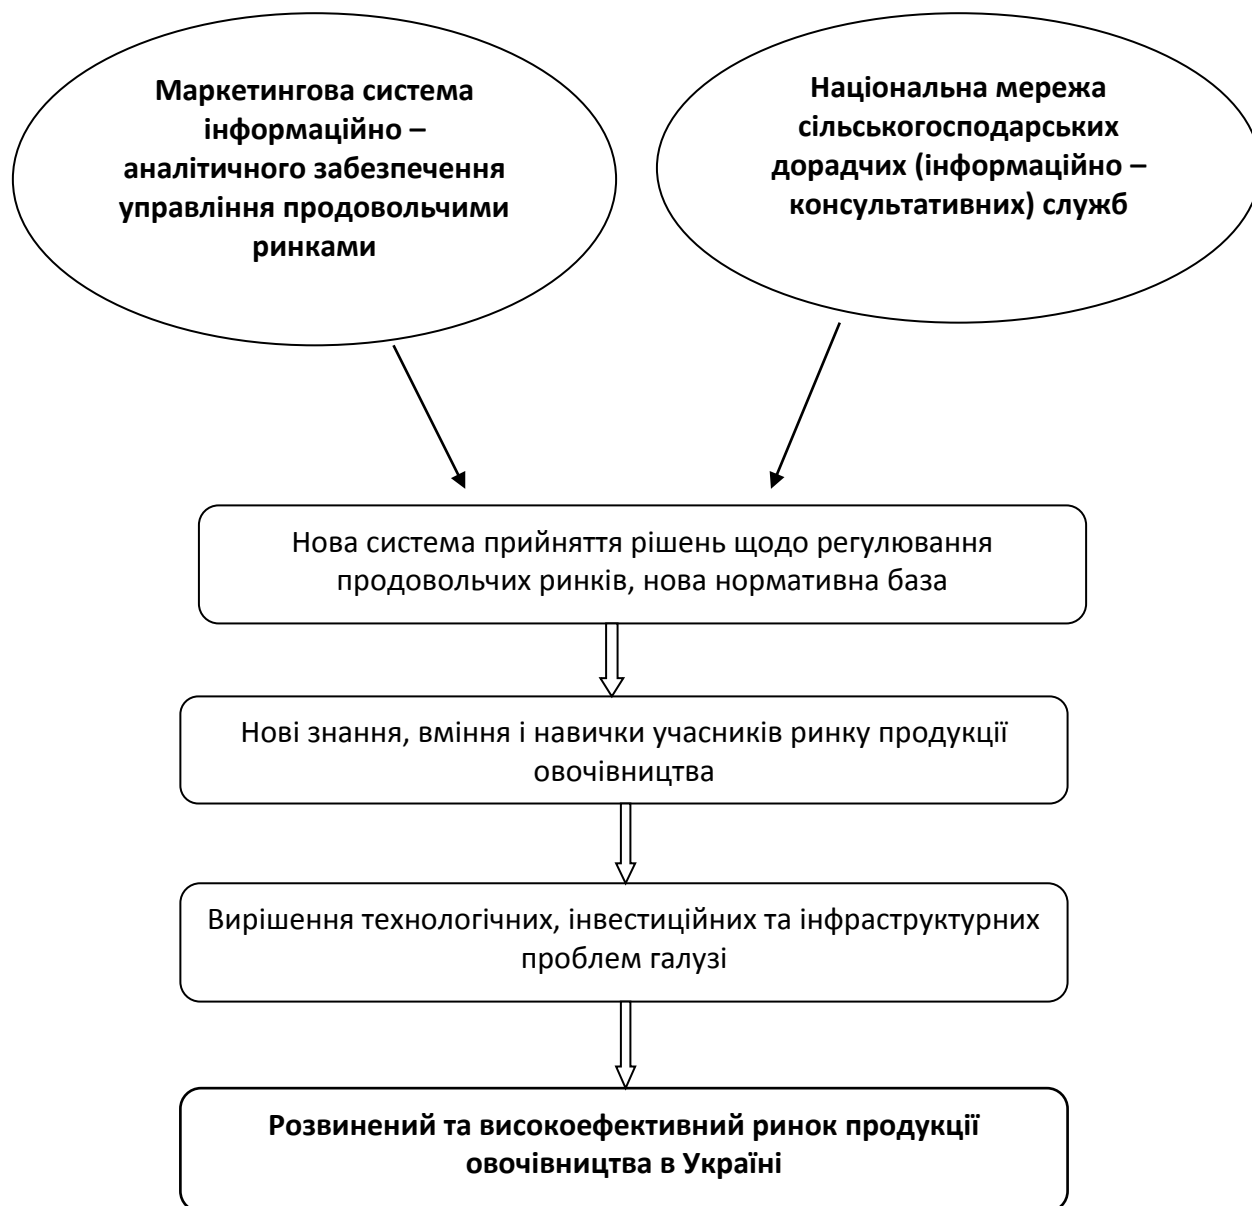 Маркетингова система
інформаційно –
аналітичного забезпечення
управління продовольчими
ринками
Національна мережа
сільськогосподарських
дорадчих (інформаційно –
консультативних) служб
Нова система прийняття рішень щодо регулювання
продовольчих ринків, нова нормативна база
Нові знання, вміння і навички учасників ринку продукції
овочівництва
Вирішення технологічних, інвестиційних та інфраструктурних
проблем галузі
Розвинений та високоефективний ринок продукції
овочівництва в Україні